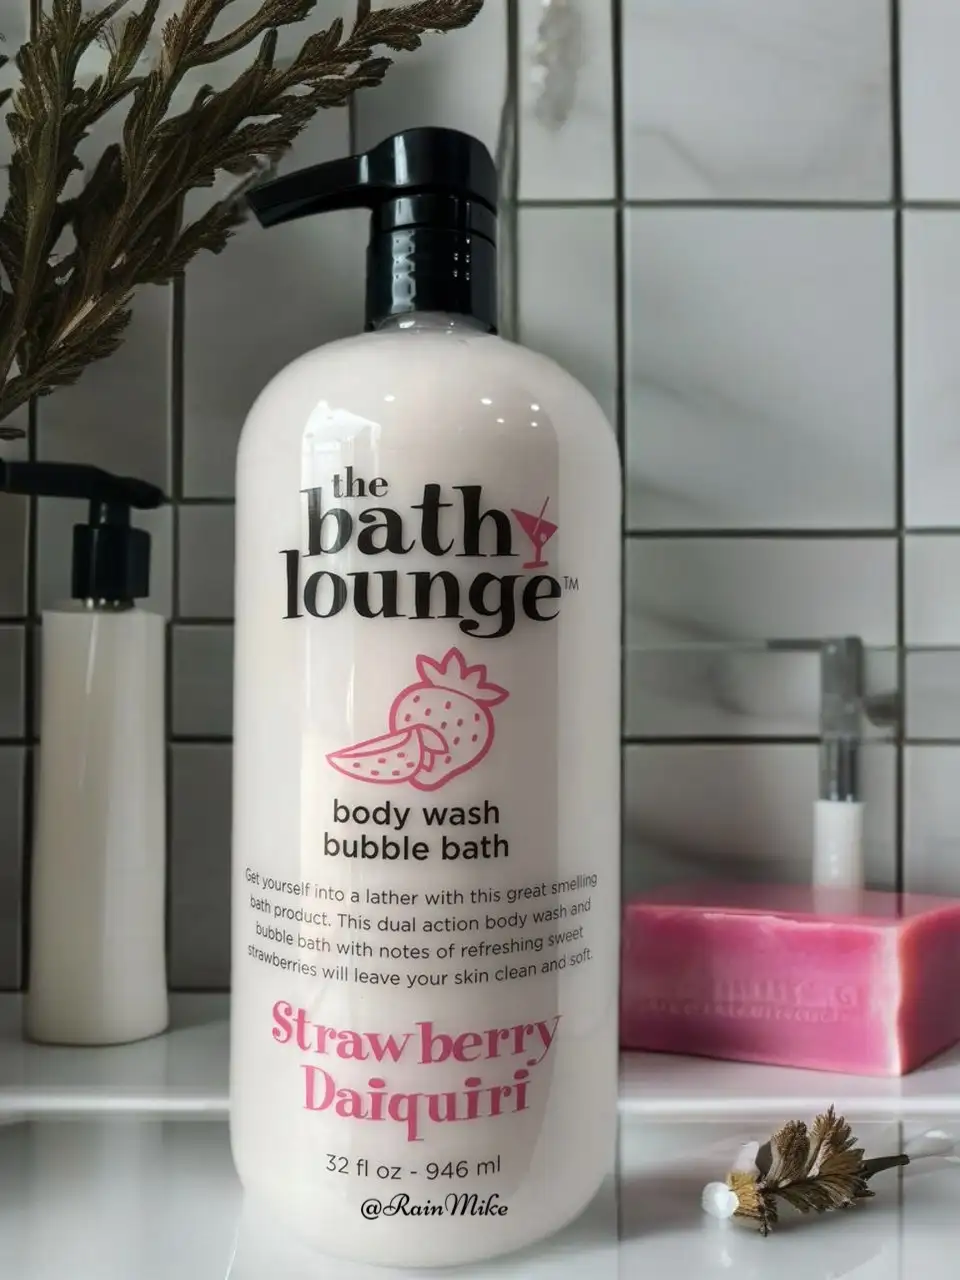 the
bath
lounge™
body wash
bubble bath
Get yourself into a lather with this great smelling
bath product. This dual action body wash and
bubble bath with notes of refreshing sweet
strawberries will leave your skin clean and soft.
Strawberry
Daiquiri
32 fl oz - 946 ml
@RainMike